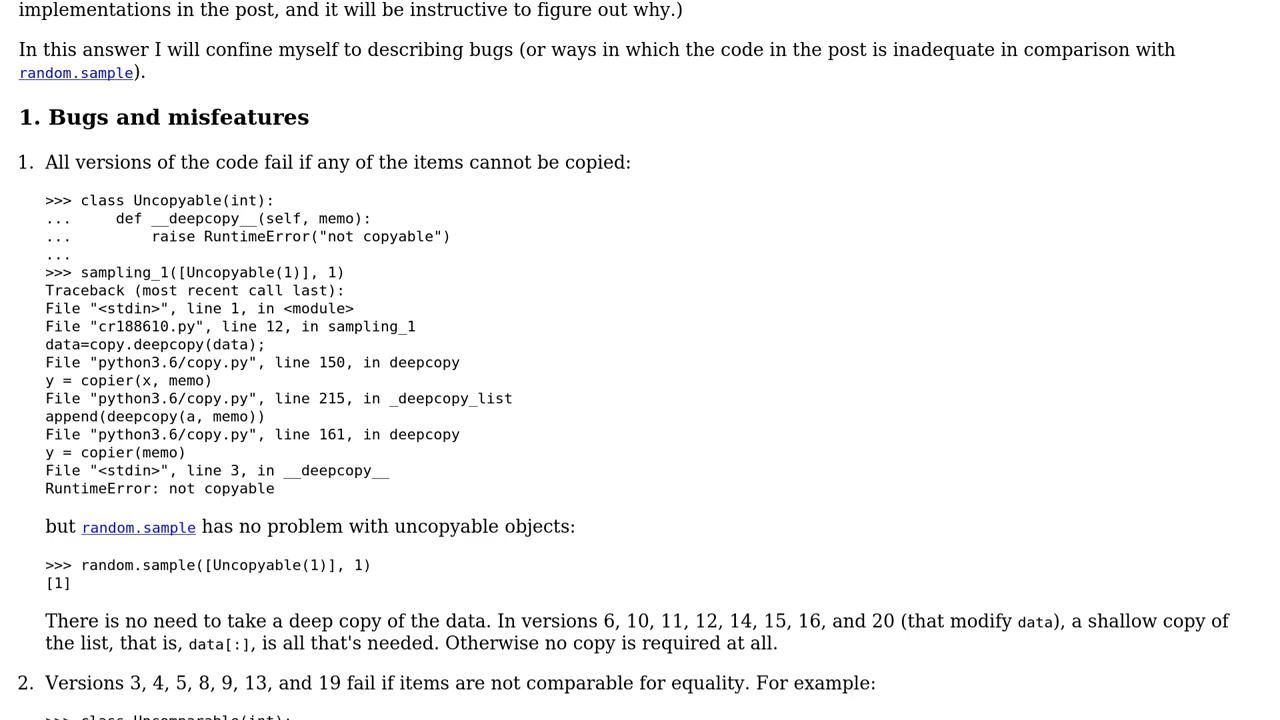 implementations in the post, and it will be instructive to figure out why.)
In this answer I will confine myself to describing bugs (or ways in which the code in the post is inadequate in comparison with
random.sample).
1. Bugs and misfeatures
1. All versions of the code fail if any of the items cannot be copied:
>>> class Uncopyable(int):
...     def __deepcopy__(self, memo):
...         raise RuntimeError("not copyable")
...
>>> sampling_1([Uncopyable(1)], 1)
Traceback (most recent call last):
File "<stdin>", line 1, in <module>
File "cr188610.py", line 12, in sampling_1
data=copy.deepcopy(data);
File "python3.6/copy.py", line 150, in deepcopy
y = copier(x, memo)
File "python3.6/copy.py", line 215, in _deepcopy_list
append(deepcopy(a, memo))
File "python3.6/copy.py", line 161, in deepcopy
y = copier(memo)
File "<stdin>", line 3, in __deepcopy__
RuntimeError: not copyable
but random.sample has no problem with uncopyable objects:
>>> random.sample([Uncopyable(1)], 1)
[1]
There is no need to take a deep copy of the data. In versions 6, 10, 11, 12, 14, 15, 16, and 20 (that modify data), a shallow copy of
the list, that is, data[:], is all that's needed. Otherwise no copy is required at all.
2. Versions 3, 4, 5, 8, 9, 13, and 19 fail if items are not comparable for equality. For example:
>>> class Uncomparable(int):